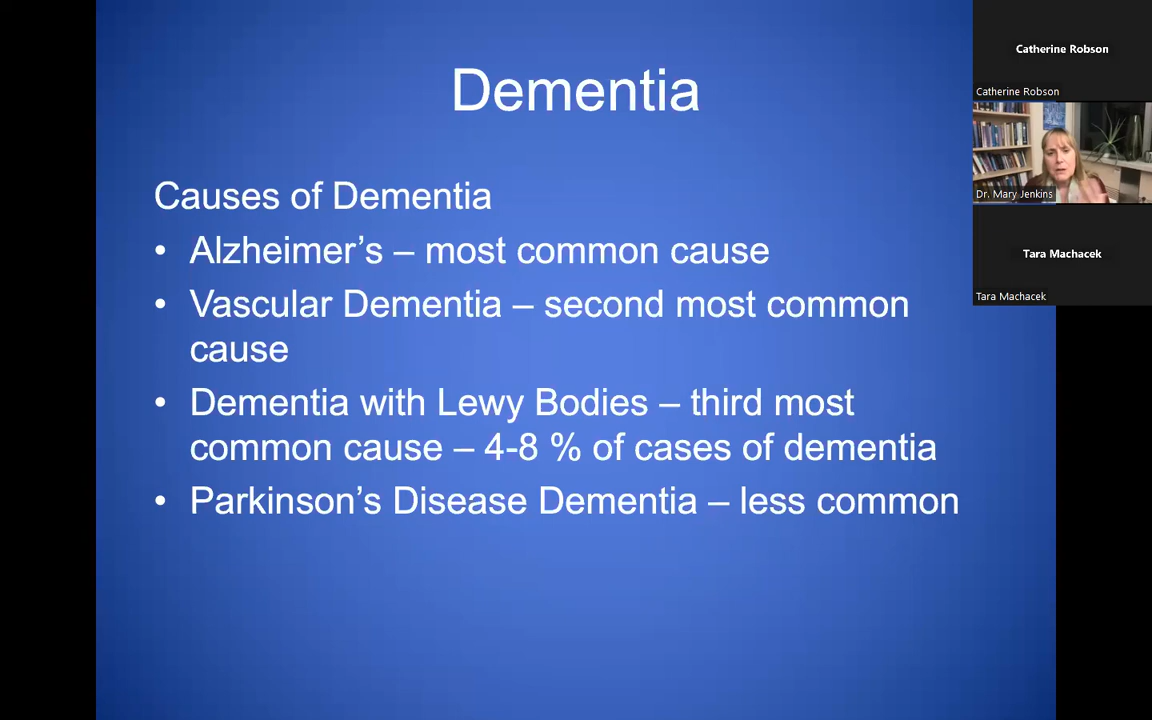 Dementia
Causes of Dementia
• Alzheimer’s – most common cause
• Vascular Dementia – second most common
cause
• Dementia with Lewy Bodies – third most
common cause – 4-8 % of cases of dementia
• Parkinson’s Disease Dementia – less common
Catherine Robson
Catherine Robson
Dr. Mary Jenkins
Tara Machacek
Tara Machacek